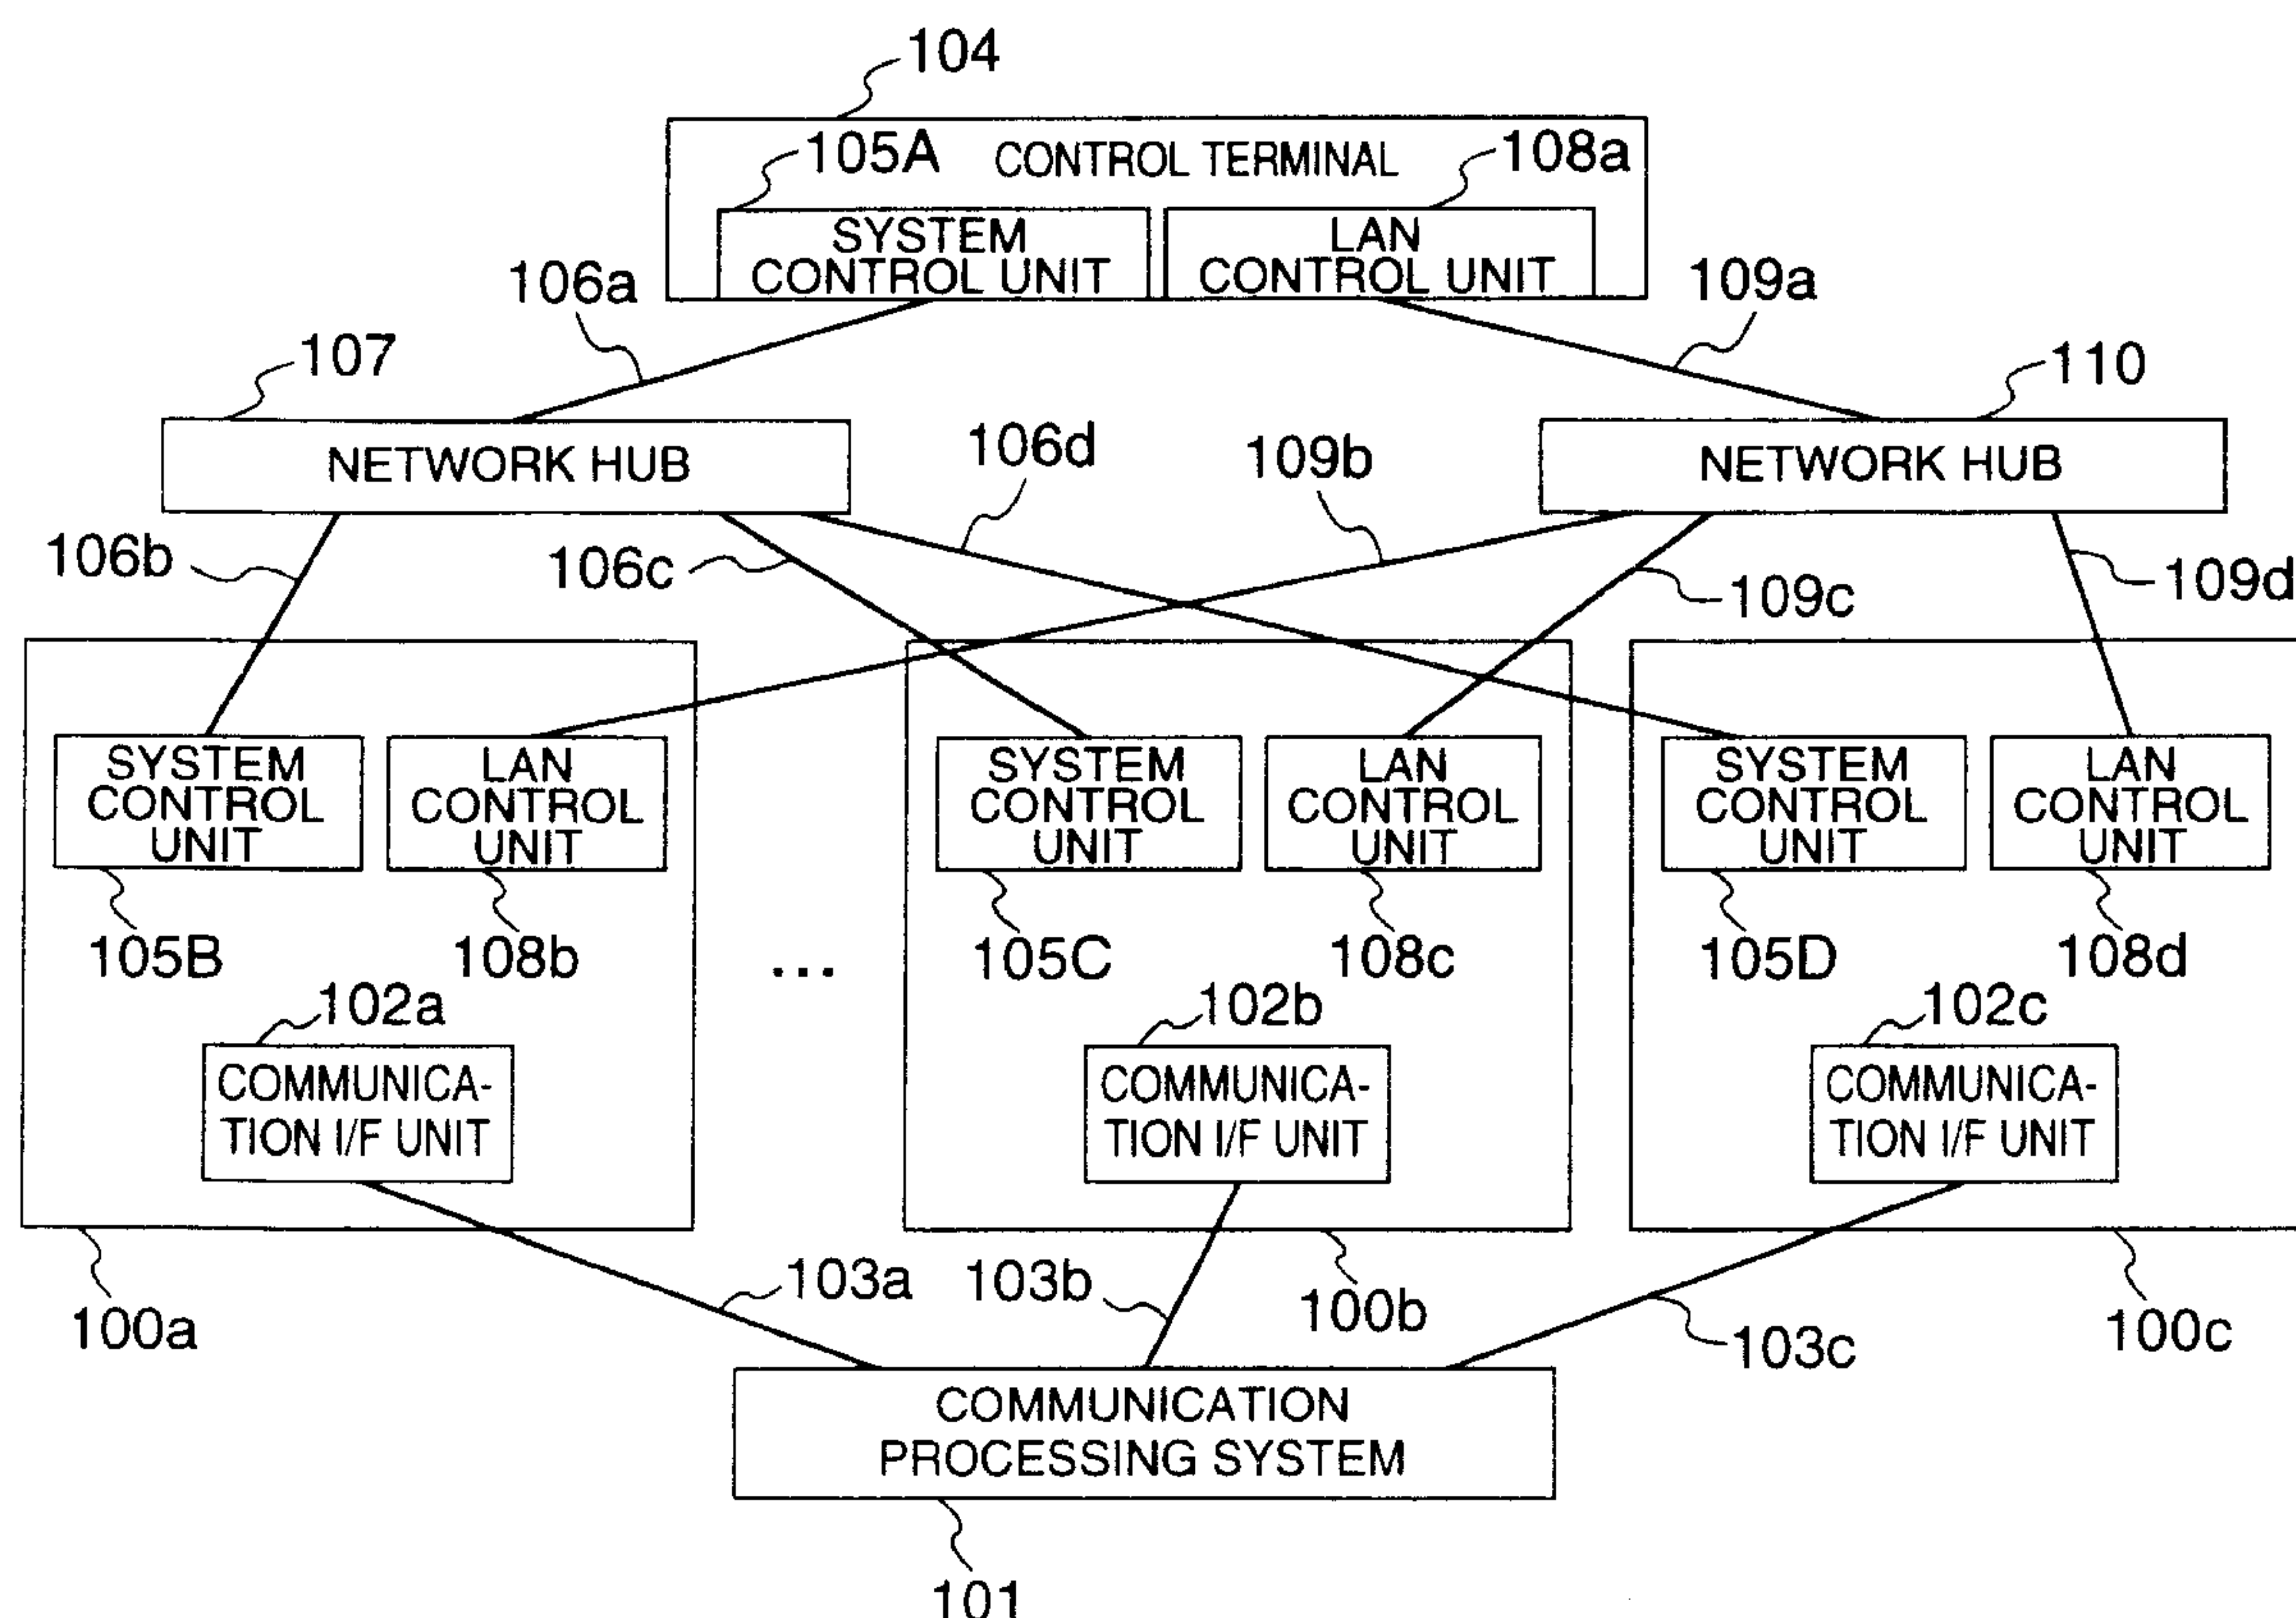 104
105A
CONTROL TERMINAL
108a
SYSTEM
CONTROL UNIT
LAN
CONTROL UNIT
106a
109a
107
110
NETWORK HUB
106d
109b
NETWORK HUB
106b
106c
109c
109d
SYSTEM
CONTROL
UNIT
LAN
CONTROL
UNIT
SYSTEM
CONTROL
UNIT
LAN
CONTROL
UNIT
SYSTEM
CONTROL
UNIT
LAN
CONTROL
UNIT
105B
108b
...
105C
108c
105D
108d
102a
102b
102c
COMMUNICA-
TION I/F UNIT
COMMUNICA-
TION I/F UNIT
COMMUNICA-
TION I/F UNIT
100a
103a
103b
100b
103c
100c
COMMUNICATION
PROCESSING SYSTEM
101